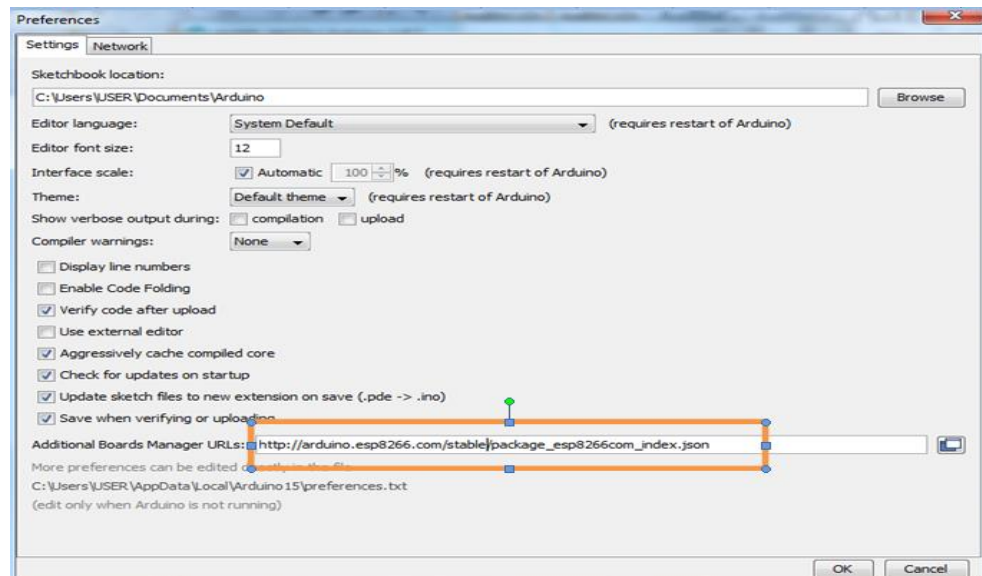 Preferences
Settings Network
Sketchbook location:
C:\Users\USER\Documents\Arduino Browse
Editor language: System Default (requires restart of Arduino)
Editor font size: 12
Interface scale: Automatic 100 % (requires restart of Arduino)
Theme: Default theme (requires restart of Arduino)
Show verbose output during: compilation upload
Compiler warnings: None
Display line numbers
Enable Code Folding
Verify code after upload
Use external editor
Aggressively cache compiled core
Check for updates on startup
Update sketch files to new extension on save (.pde -> .ino)
Save when verifying or uploading
Additional Boards Manager URLs: http://arduino.esp8266.com/stable/package_esp8266com_index.json
More preferences can be edited directly in the file
C:\Users\USER\AppData\Local\Arduino15\preferences.txt
(edit only when Arduino is not running)
OK Cancel